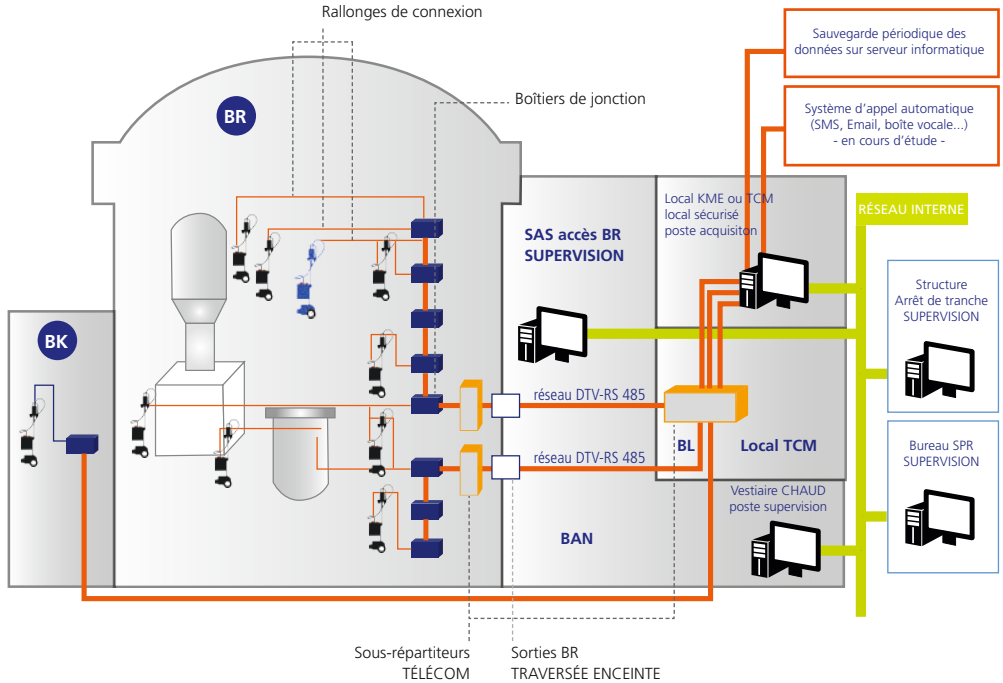 Rallonges de connexion
Sauvegarde périodique des
données sur serveur informatique
Boîtiers de jonction
Système d'appel automatique
(SMS, Email, boîte vocale...)
- en cours d'étude -
BR
Local KME ou TCM
local sécurisé
poste acquisiton
RÉSEAU INTERNE
SAS accès BR
SUPERVISION
Structure
Arrêt de tranche
SUPERVISION
BK
réseau DTV-RS 485
réseau DTV-RS 485
BL
Local TCM
Bureau SPR
SUPERVISION
Vestiaire CHAUD
poste supervision
BAN
Sous-répartiteurs
TÉLÉCOM
Sorties BR
TRAVERSÉE ENCEINTE